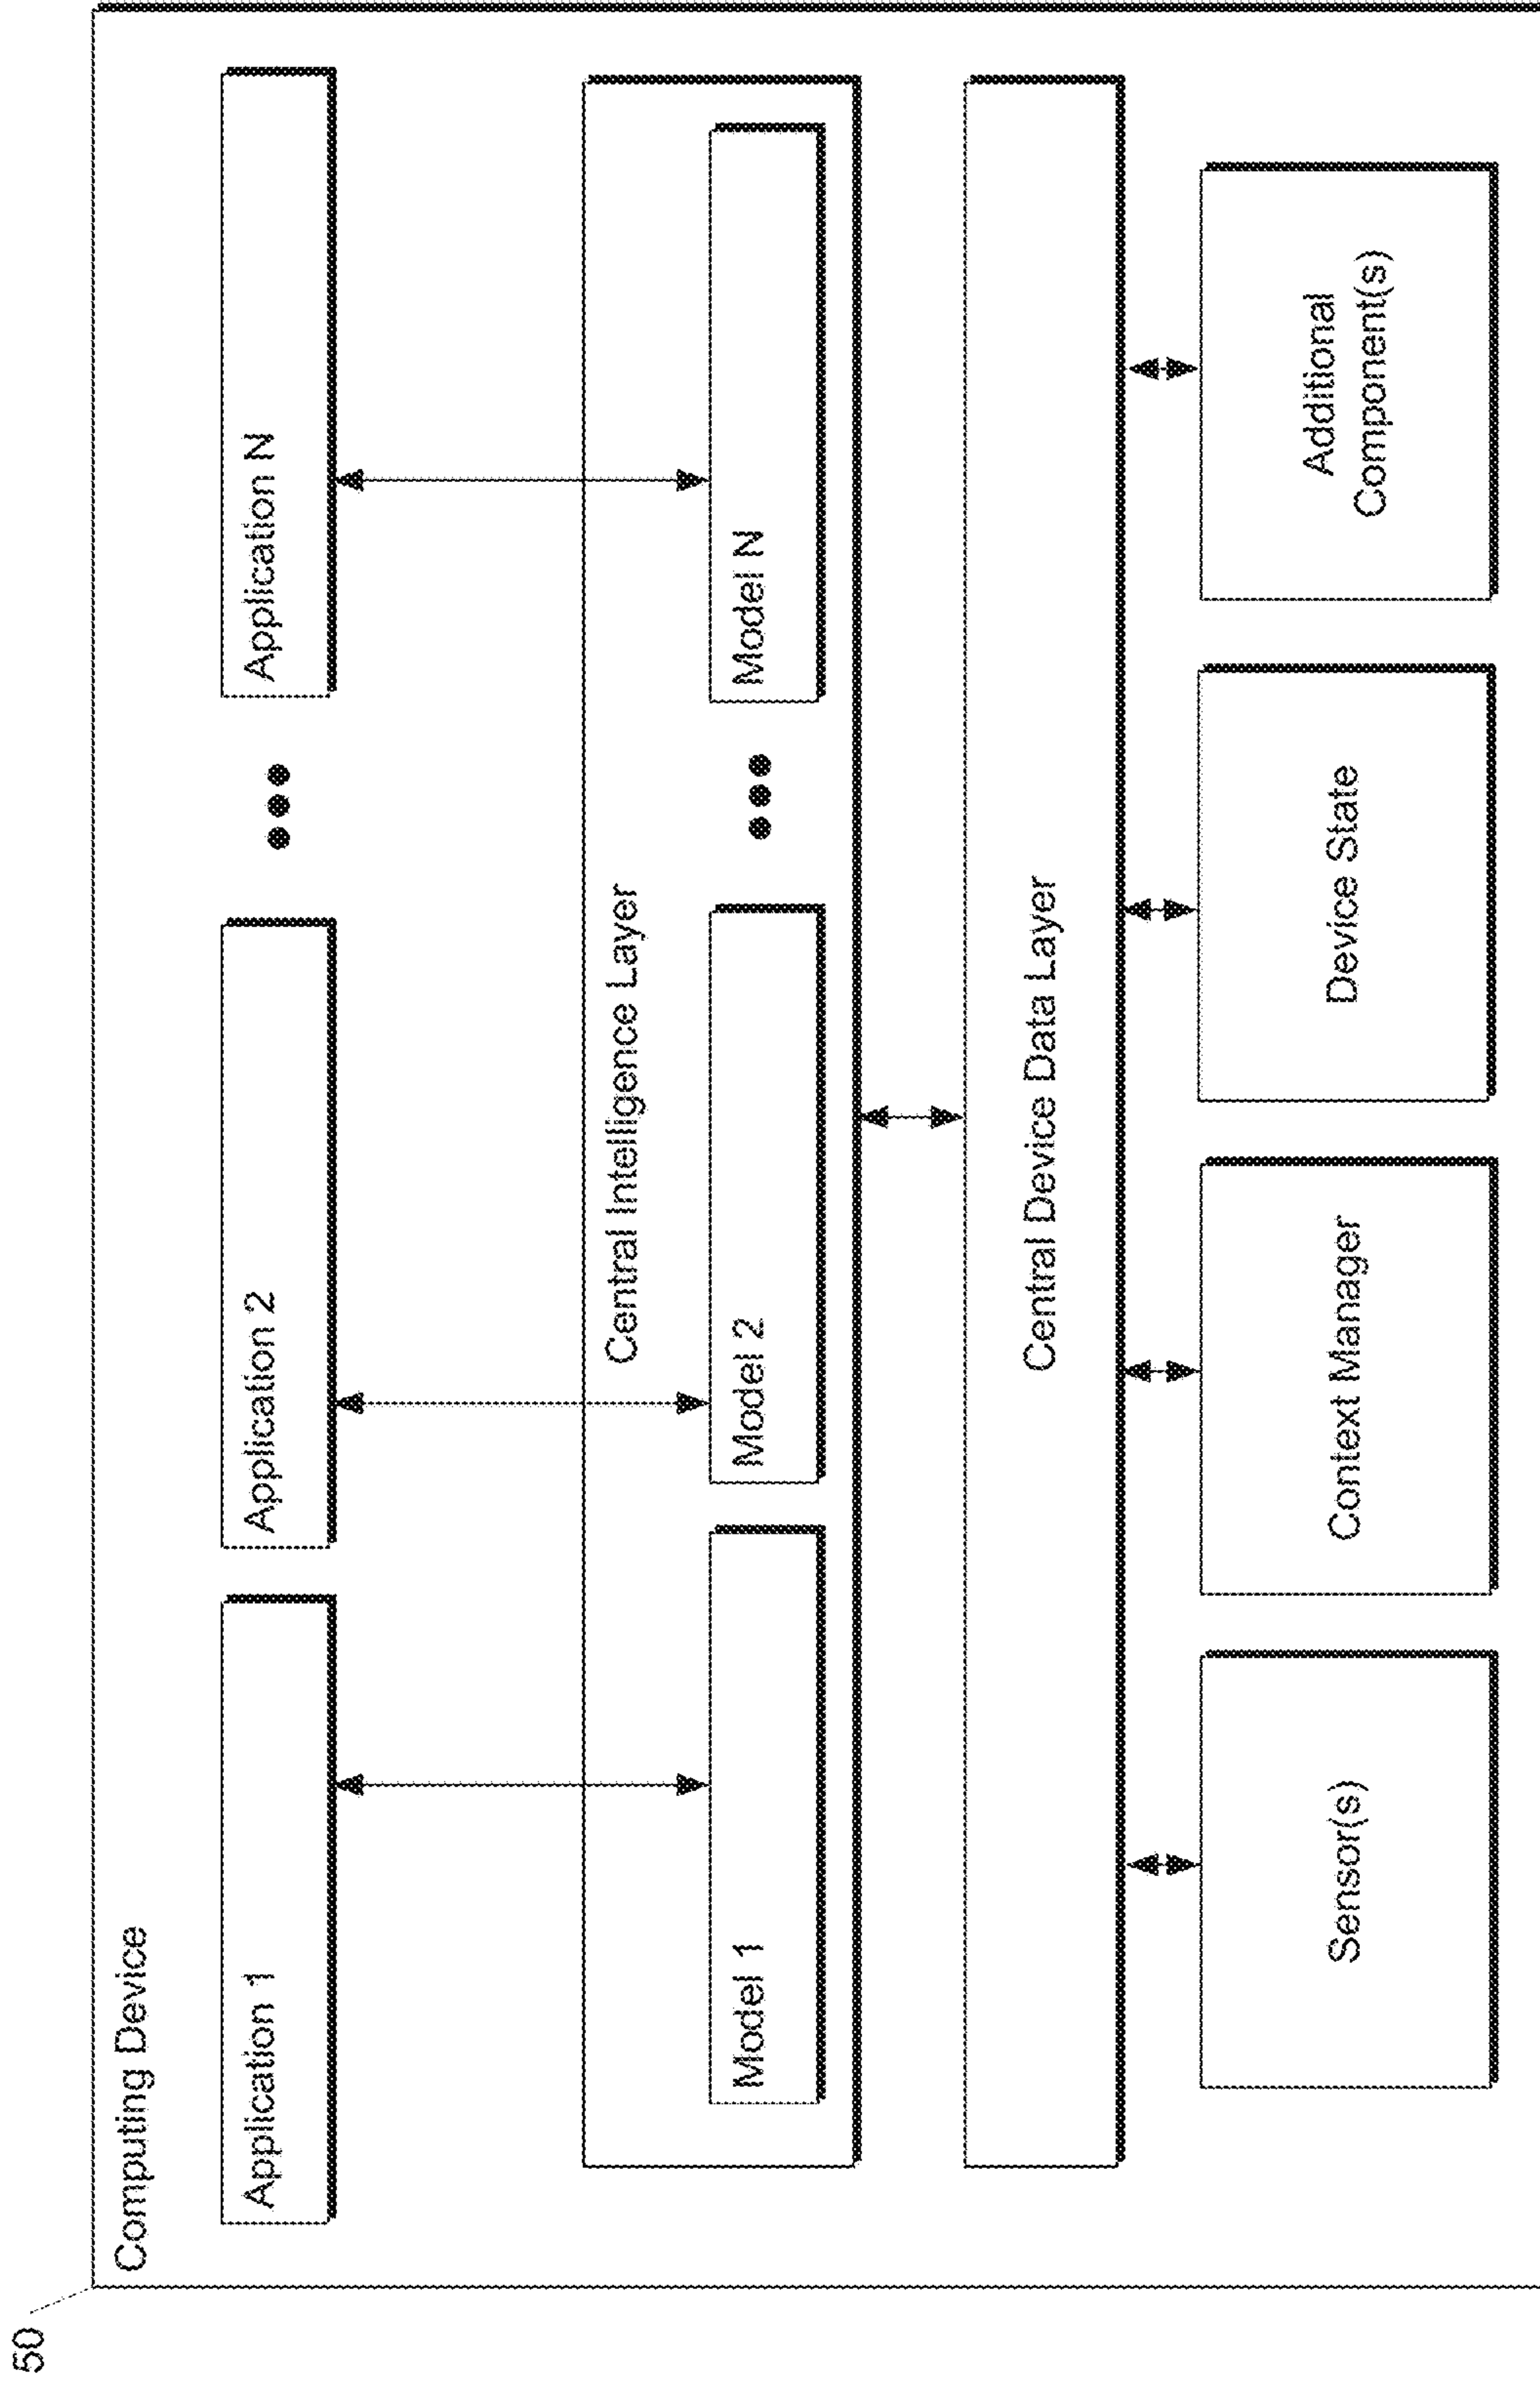 50
Computing Device
Application 1
Application 2
Application N
Central Intelligence Layer
Model 1
Model 2
Model N
Central Device Data Layer
Sensor(s)
Context Manager
Device State
Additional
Component(s)